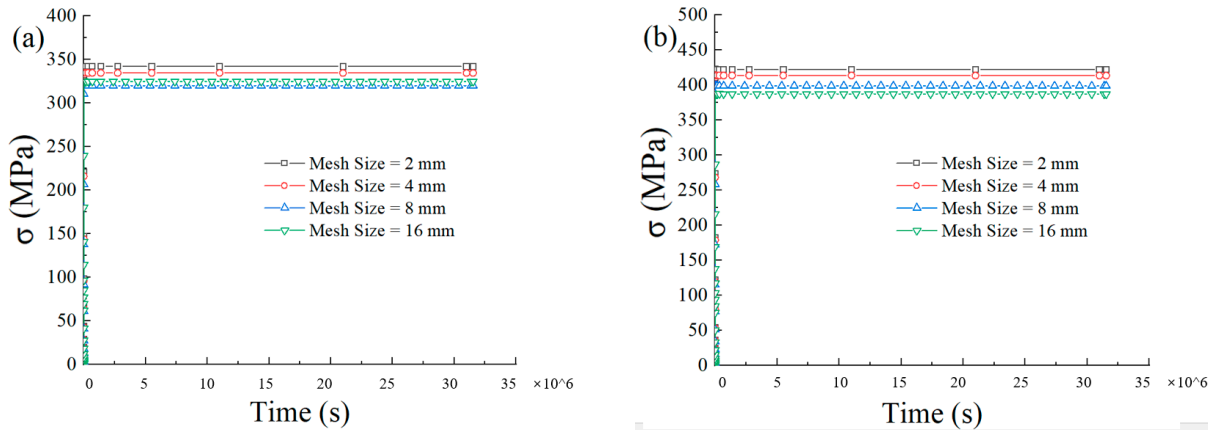 (a)
400
350
300
250
200
150
100
50
0
σ (MPa)
Mesh Size = 2 mm
Mesh Size = 4 mm
Mesh Size = 8 mm
Mesh Size = 16 mm
0 5 10 15 20 25 30 35 ×10^6
Time (s)
(b)
500
450
400
350
300
250
200
150
100
50
0
σ (MPa)
Mesh Size = 2 mm
Mesh Size = 4 mm
Mesh Size = 8 mm
Mesh Size = 16 mm
0 5 10 15 20 25 30 35 ×10^6
Time (s)